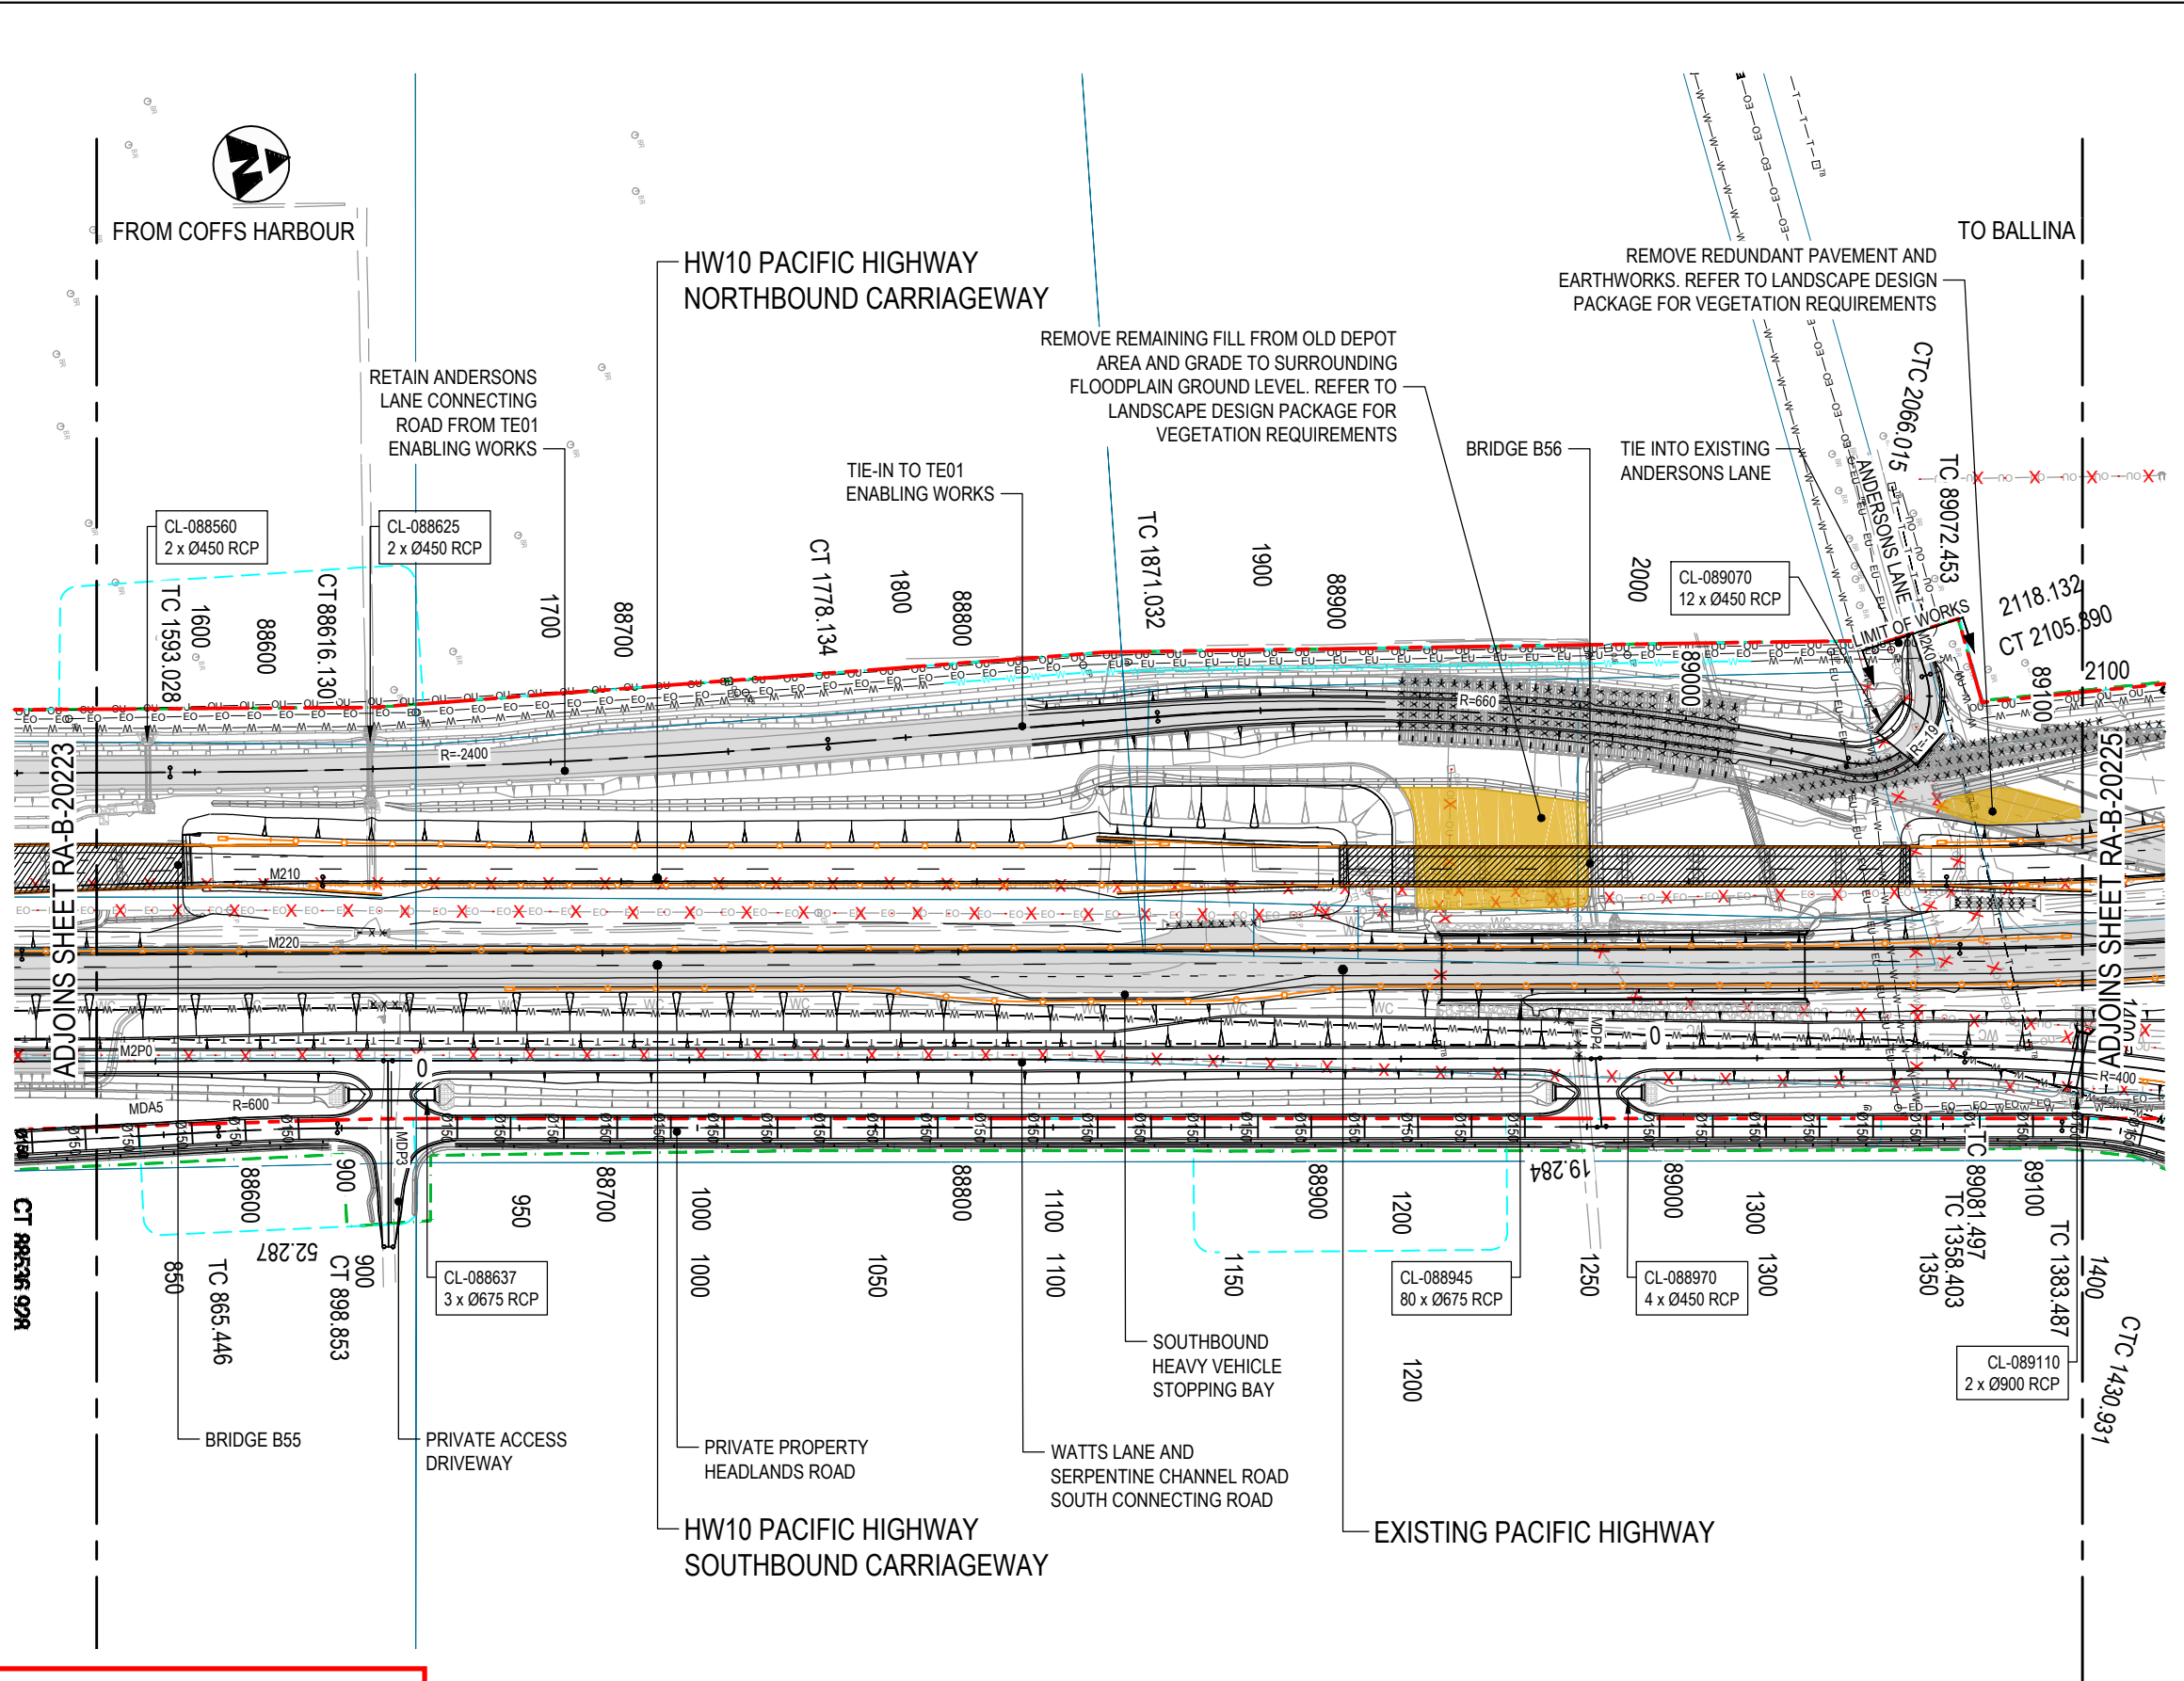 FROM COFFS HARBOUR
TO BALLINA
HW10 PACIFIC HIGHWAY
NORTHBOUND CARRIAGEWAY
REMOVE REDUNDANT PAVEMENT AND
EARTHWORKS. REFER TO LANDSCAPE DESIGN
PACKAGE FOR VEGETATION REQUIREMENTS
REMOVE REMAINING FILL FROM OLD DEPOT
AREA AND GRADE TO SURROUNDING
FLOODPLAIN GROUND LEVEL. REFER TO
LANDSCAPE DESIGN PACKAGE FOR
VEGETATION REQUIREMENTS
RETAIN ANDERSONS
LANE CONNECTING
ROAD FROM TE01
ENABLING WORKS
TIE-IN TO TE01
ENABLING WORKS
BRIDGE B56
TIE INTO EXISTING
ANDERSONS LANE
ANDERSONS LANE
CTC 2066.015
TC 89072.453
CL-088560
2 x Ø450 RCP
CL-088625
2 x Ø450 RCP
CL-089070
12 x Ø450 RCP
TC 1593.028
1600
88600
CT 88616.130
1700
88700
CT 1778.134
1800
88800
TC 1871.032
1900
88900
2000
89000
LIMIT OF WORKS
M2K0
2118.132
CT 2105.890
89100
2100
R=-2400
R=660
R=-19
ADJOINS SHEET RA-B-20223
ADJOINS SHEET RA-B-20225
M210
M220
M2P0
MDA5
R=600
MDP3
0
MDP4
0
R=400
1400
CT 88536.928
88600
900
950
88700
1000
88800
1100
88900
1200
19.284
89000
1300
TC 89081.497
TC 1358.403
89100
TC 1383.487
850
TC 865.446
52.287
CT 898.853
900
CL-088637
3 x Ø675 RCP
1000
1050
1100
1150
1200
CL-088945
80 x Ø675 RCP
1250
CL-088970
4 x Ø450 RCP
1300
1350
1400
CTC 1430.931
CL-089110
2 x Ø900 RCP
SOUTHBOUND
HEAVY VEHICLE
STOPPING BAY
BRIDGE B55
PRIVATE ACCESS
DRIVEWAY
PRIVATE PROPERTY
HEADLANDS ROAD
WATTS LANE AND
SERPENTINE CHANNEL ROAD
SOUTH CONNECTING ROAD
HW10 PACIFIC HIGHWAY
SOUTHBOUND CARRIAGEWAY
EXISTING PACIFIC HIGHWAY